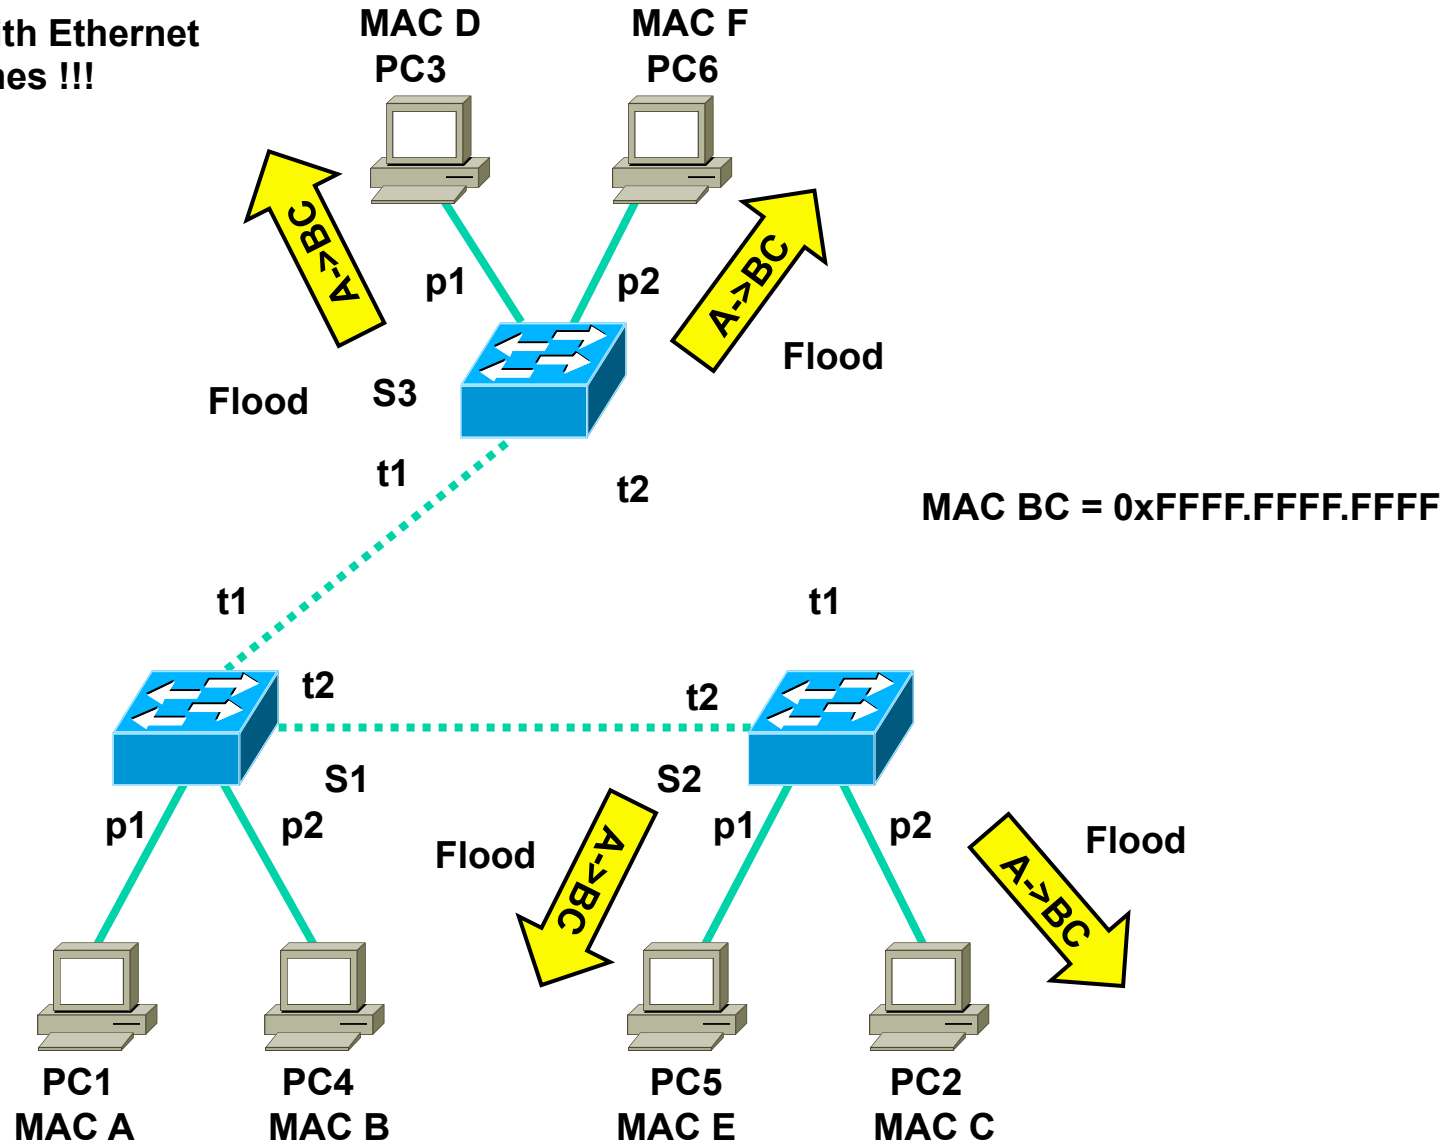 ith Ethernet
nes !!!
MAC D
PC3
MAC F
PC6
A->BC
A->BC
p1
p2
Flood
Flood
S3
t1
t2
MAC BC = 0xFFFF.FFFF.FFFF
t1
t1
t2
t2
S1
S2
p1
p2
p1
p2
Flood
A->BC
A->BC
Flood
PC1
MAC A
PC4
MAC B
PC5
MAC E
PC2
MAC C